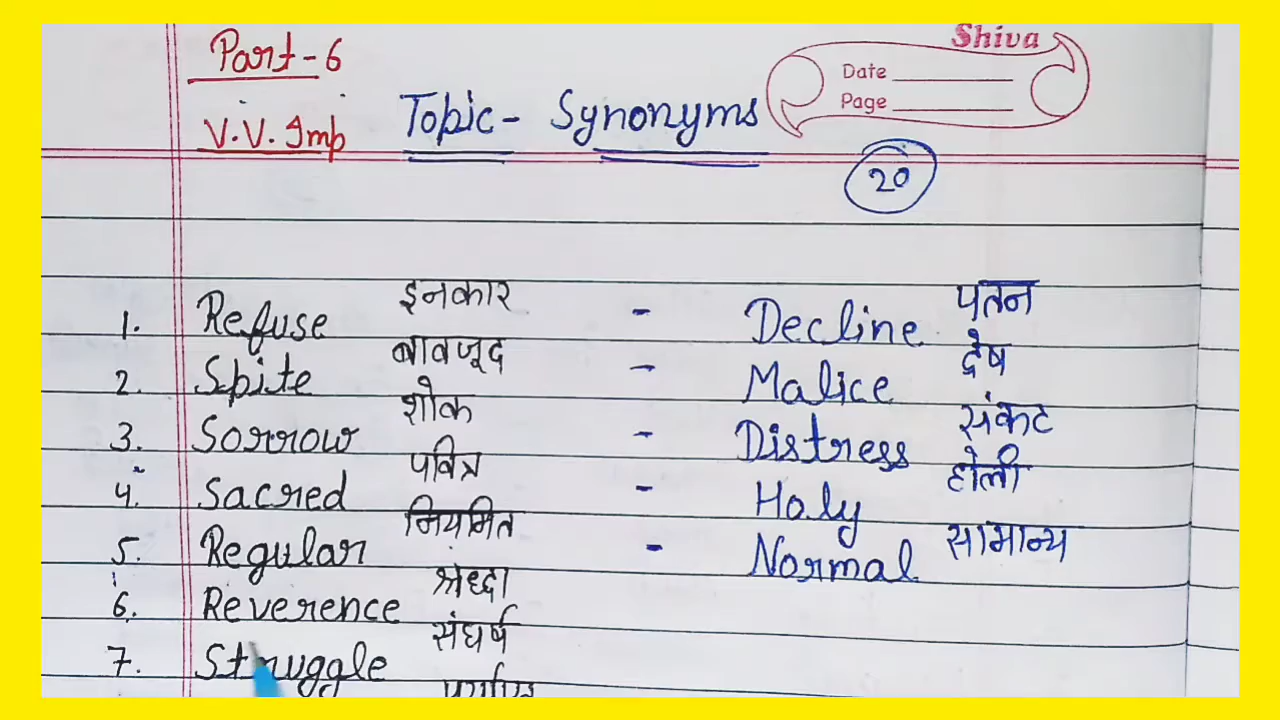 Part-6
Shiva
Date
Page
V.V. Imp Topic- Synonyms
20
1. Refuse इनकार - Decline पतन
2. Spite बावजूद - Malice द्वेष
3. Sorrow शोक - Distress संकट
4. Sacred पवित्र - Holy होली
5. Regular नियमित - Normal सामान्य
6. Reverence श्रेध्दा
7. Struggle संघर्ष